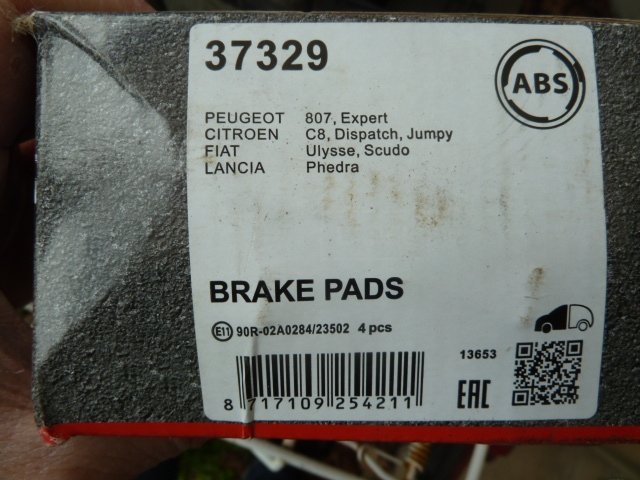 37329
ABS
PEUGEOT 807, Expert
CITROEN C8, Dispatch, Jumpy
FIAT Ulysse, Scudo
LANCIA Phedra
BRAKE PADS
E11 90R-02A0284/23502 4 pcs
13653
8 717109 254211
EAC